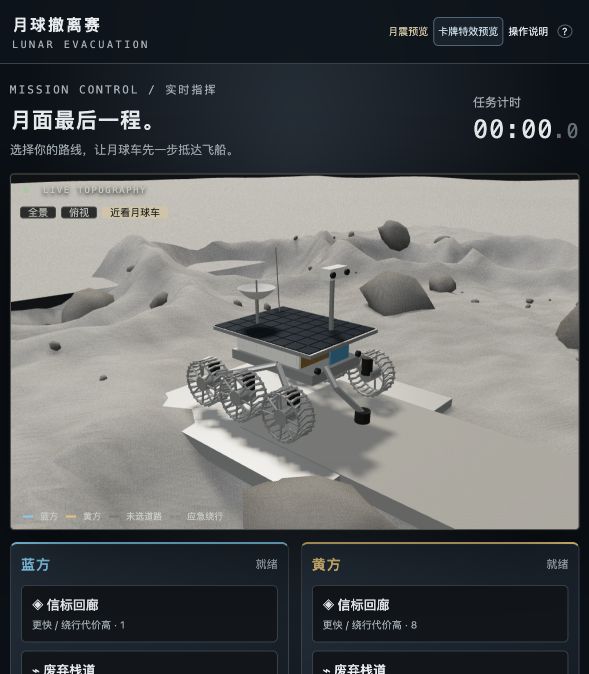 月球撤离赛
LUNAR EVACUATION
月震预览 卡牌特效预览 操作说明 ?
MISSION CONTROL / 实时指挥
月面最后一程。
选择你的路线，让月球车先一步抵达飞船。
任务计时
00:00.0
LIVE TOPOGRAPHY
全景 俯视 近看月球车
蓝方 黄方 未选道路 应急绕行
蓝方 就绪
◈ 信标回廊
更快 / 绕行代价高 · 1
⌁ 废弃栈道
黄方 就绪
◈ 信标回廊
更快 / 绕行代价高 · 8
⌁ 废弃栈道